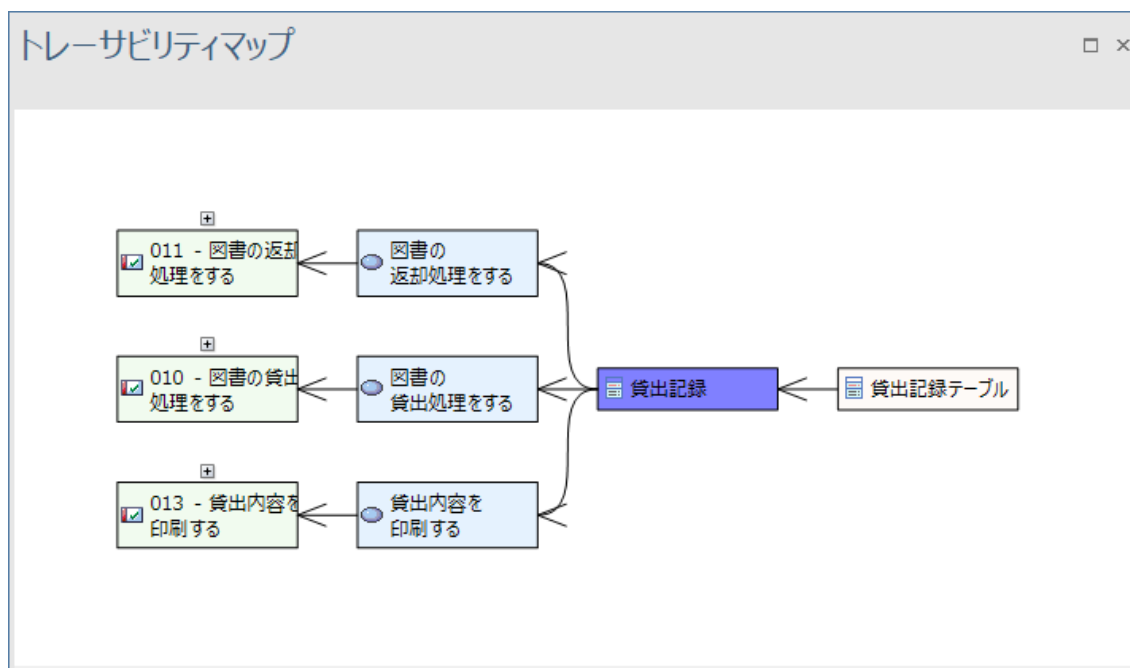 トレーサビリティマップ
011 - 図書の返却
処理をする
図書の
返却処理をする
010 - 図書の貸出
処理をする
図書の
貸出処理をする
貸出記録
貸出記録テーブル
013 - 貸出内容を
印刷する
貸出内容を
印刷する